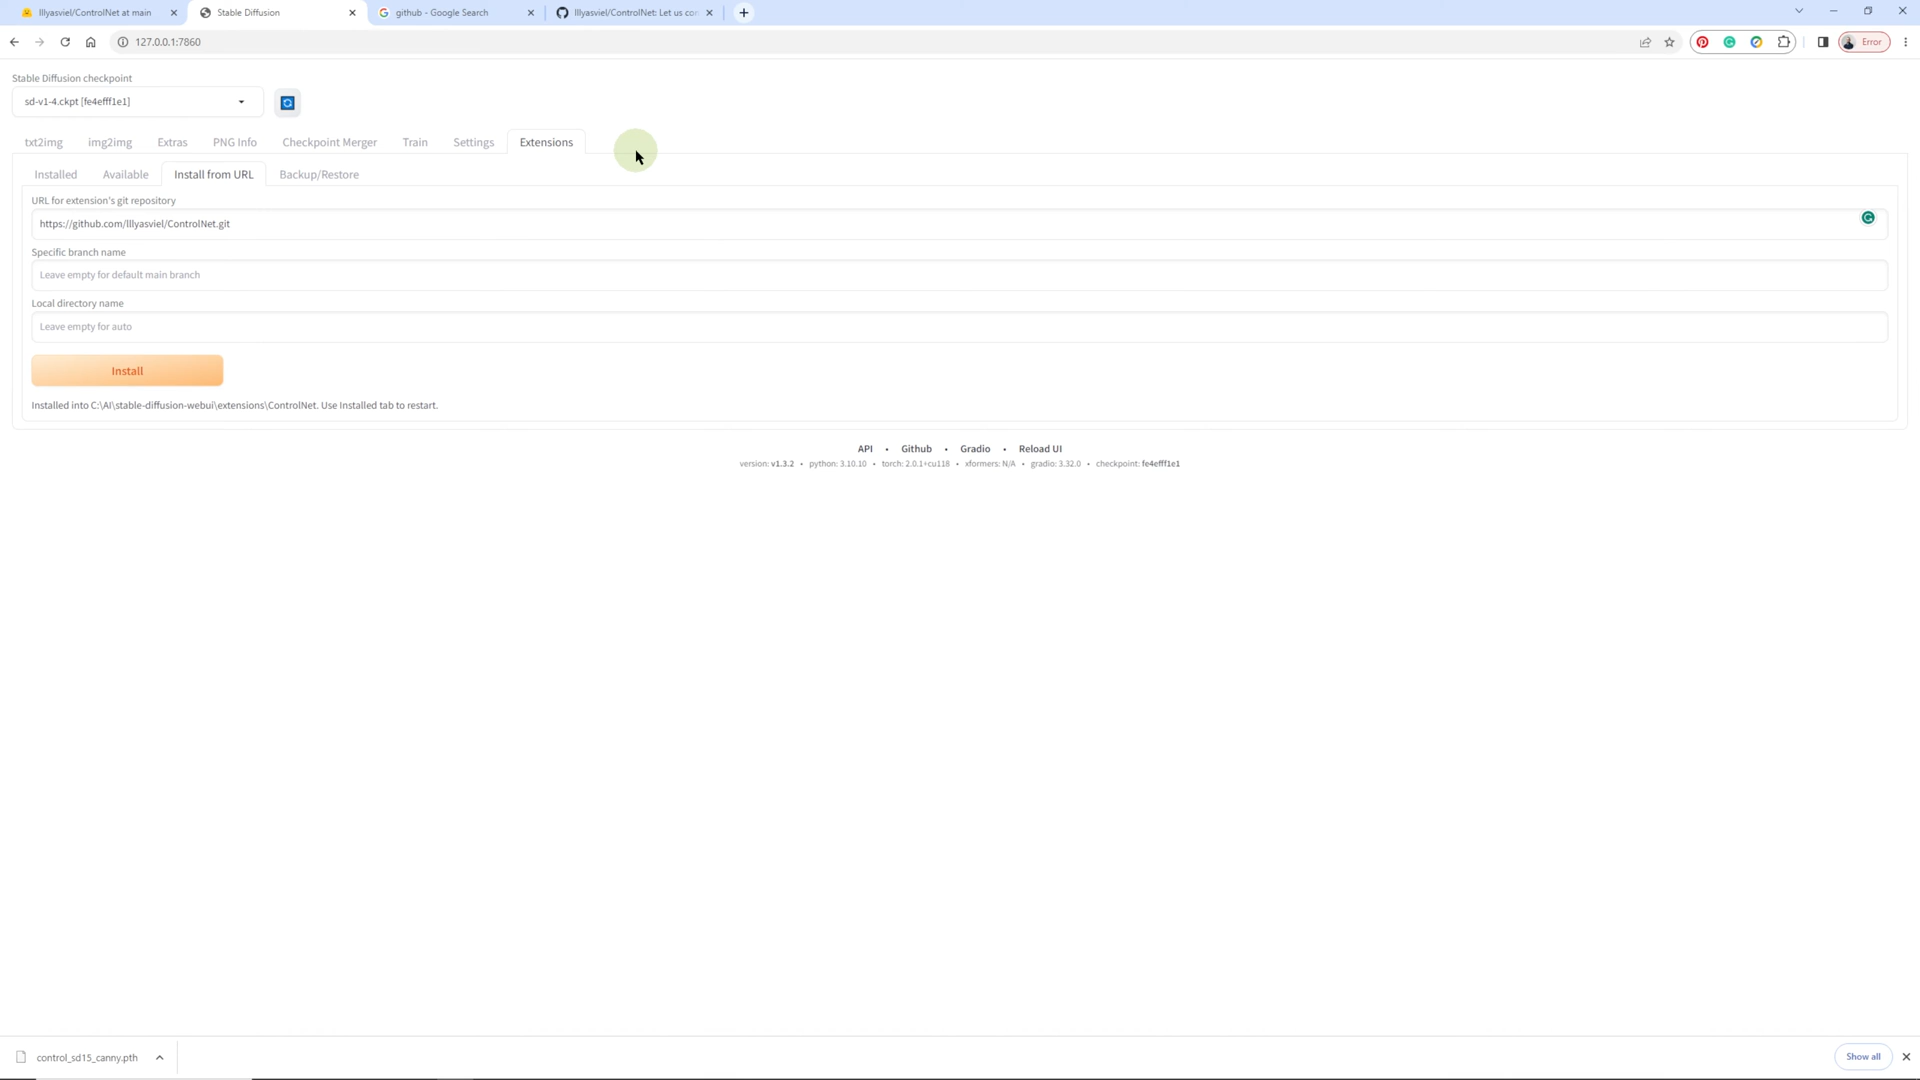 lllyasviel/ControlNet at main
Stable Diffusion
github - Google Search
lllyasviel/ControlNet: Let us con
127.0.0.1:7860
Error
Stable Diffusion checkpoint
sd-v1-4.ckpt [fe4efff1e1]
txt2img
img2img
Extras
PNG Info
Checkpoint Merger
Train
Settings
Extensions
Installed
Available
Install from URL
Backup/Restore
URL for extension's git repository
https://github.com/lllyasviel/ControlNet.git
Specific branch name
Leave empty for default main branch
Local directory name
Leave empty for auto
Install
Installed into C:\AI\stable-diffusion-webui\extensions\ControlNet. Use Installed tab to restart.
API • Github • Gradio • Reload UI
version: v1.3.2 • python: 3.10.10 • torch: 2.0.1+cu118 • xformers: N/A • gradio: 3.32.0 • checkpoint: fe4efff1e1
control_sd15_canny.pth
Show all